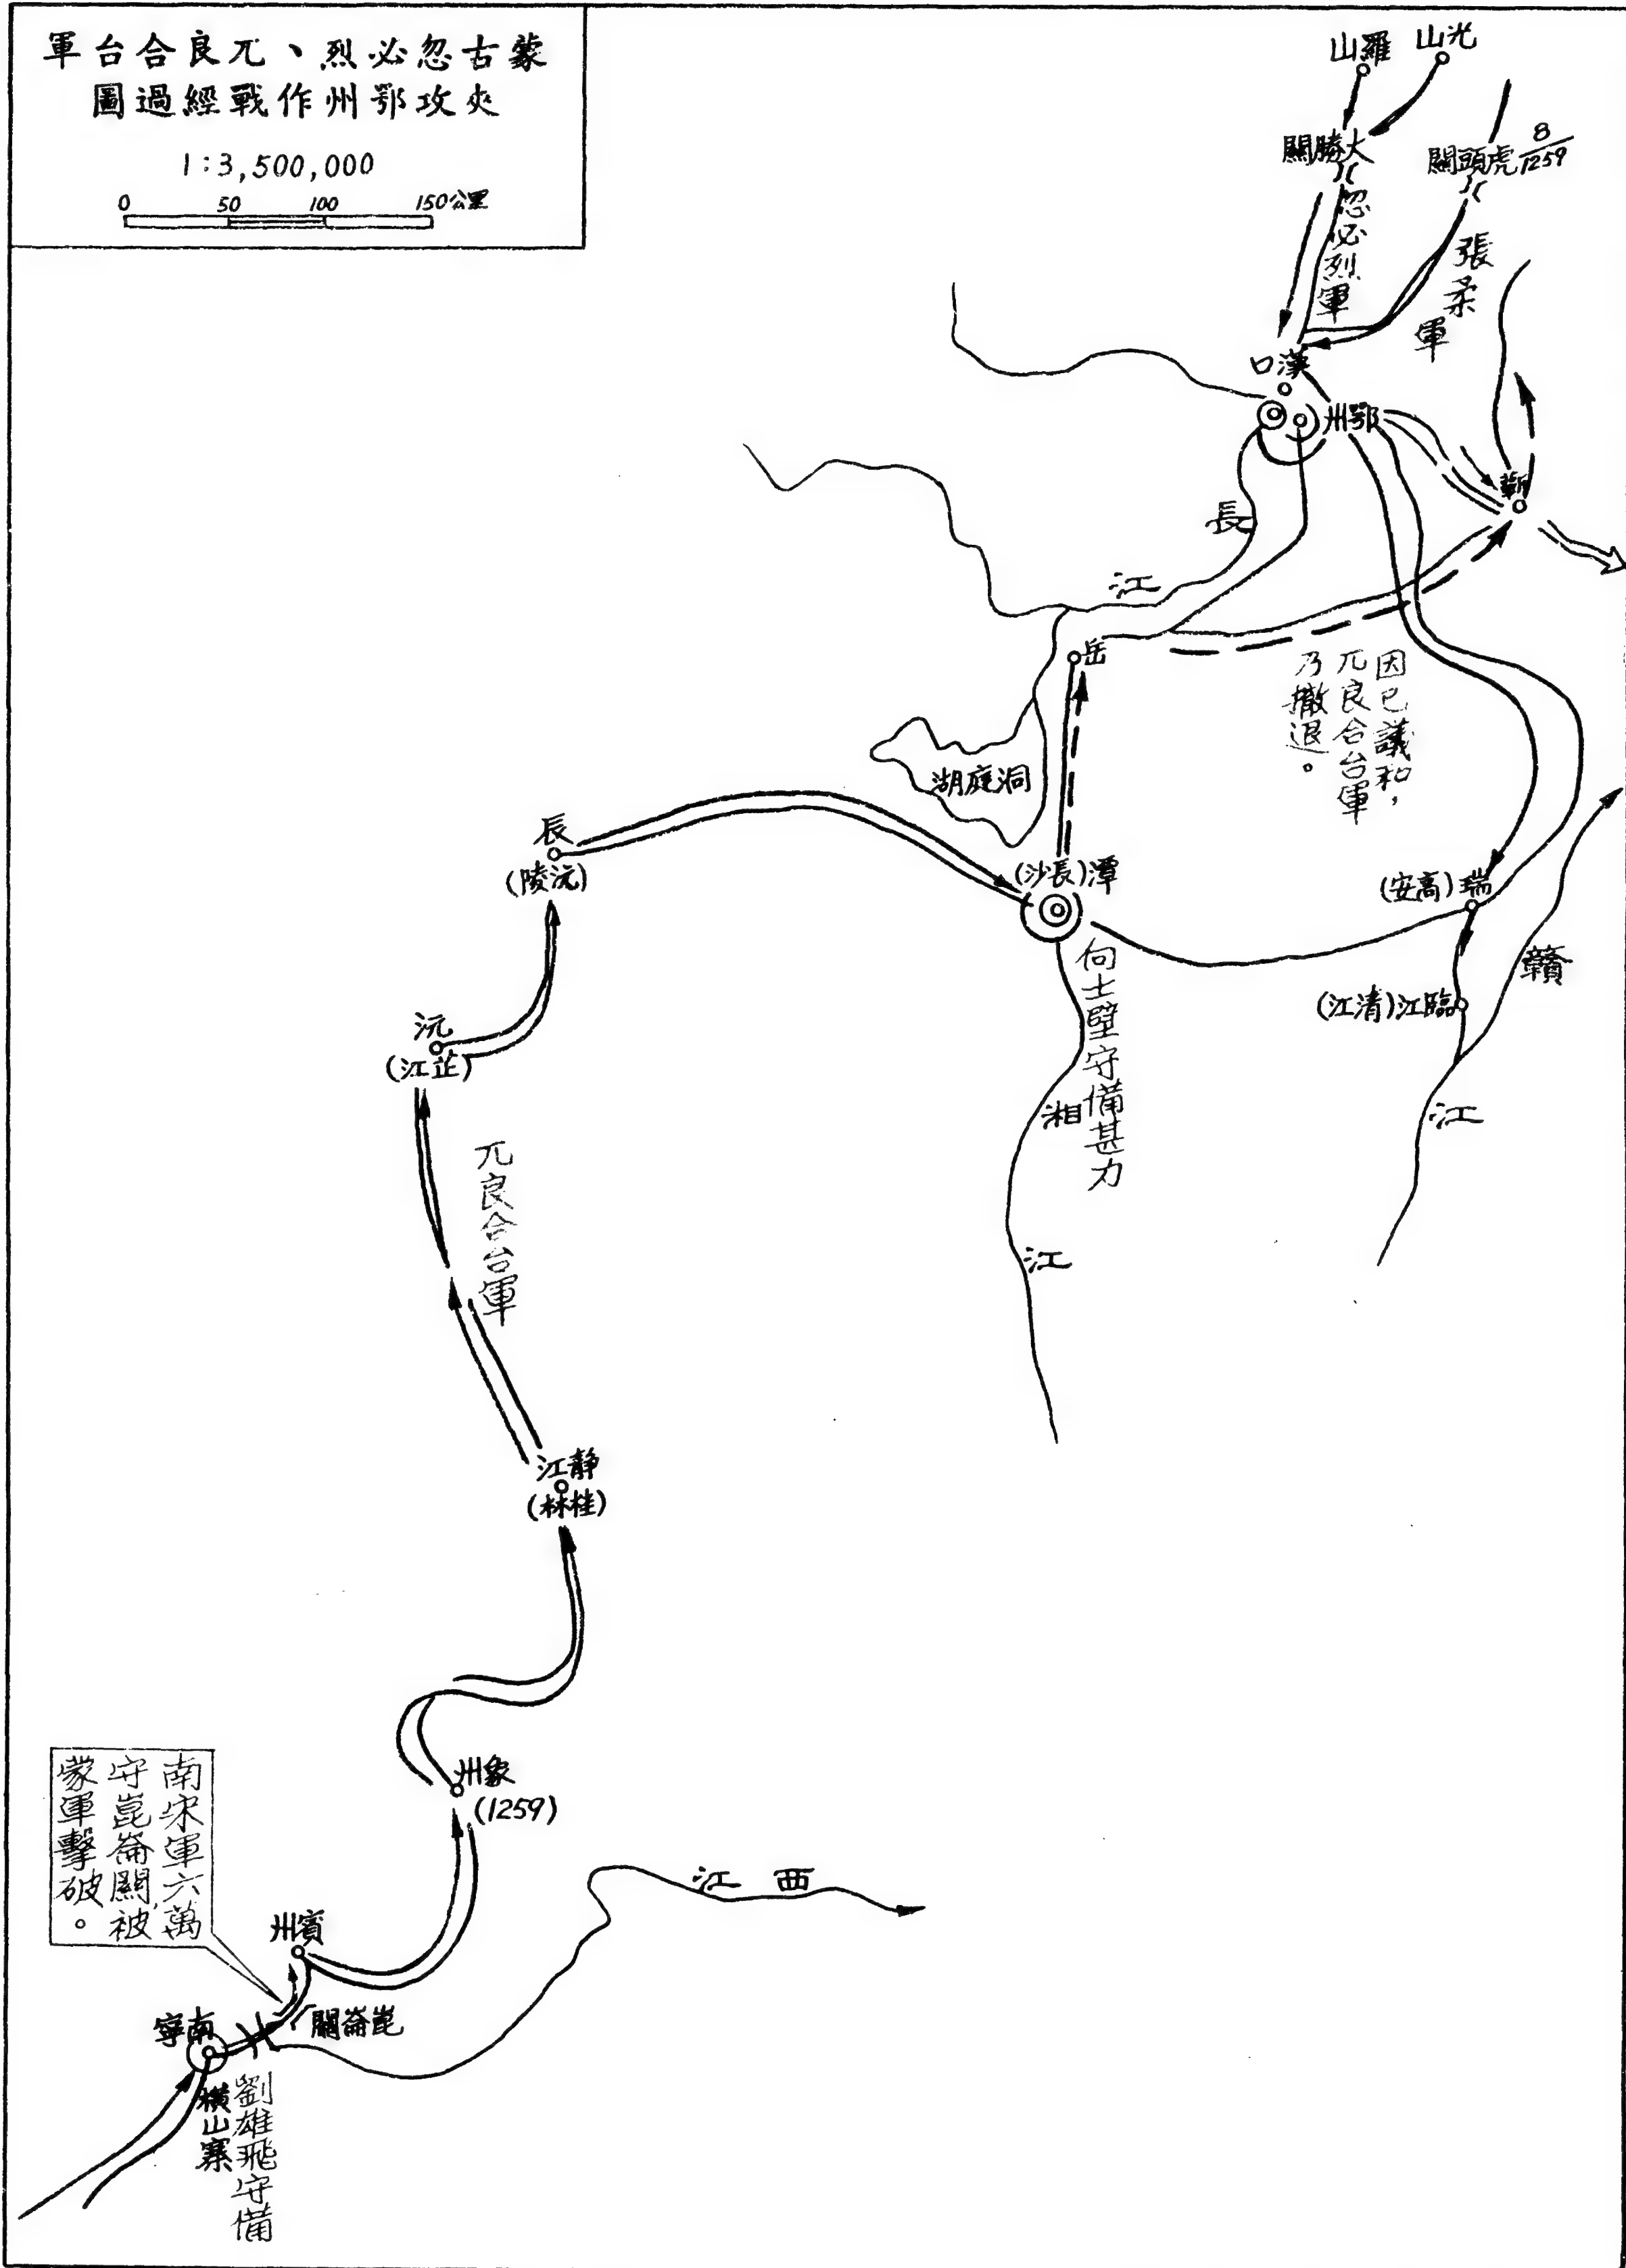 蒙古忽必烈、兀良合台軍
夾攻鄂州作戰經過圖
1:3,500,000
0 50 100 150公里
羅山
光山
大勝關
虎頭關
8/1259
忽必烈軍
張柔軍
漢口
鄂州
蘄
長
江
岳
因已議和，
兀良合台軍
乃撤退。
洞庭湖
辰
(沅陵)
潭(長沙)
瑞(高安)
向士璧守備甚力
贛
臨江(清江)
江
沅
(芷江)
湘
江
兀良合台軍
靜江
(桂林)
象州
(1259)
南宋軍六萬
守崑崙關被
蒙軍擊破。
西江
賓州
崑崙關
南寧
橫山寨
劉雄飛守備